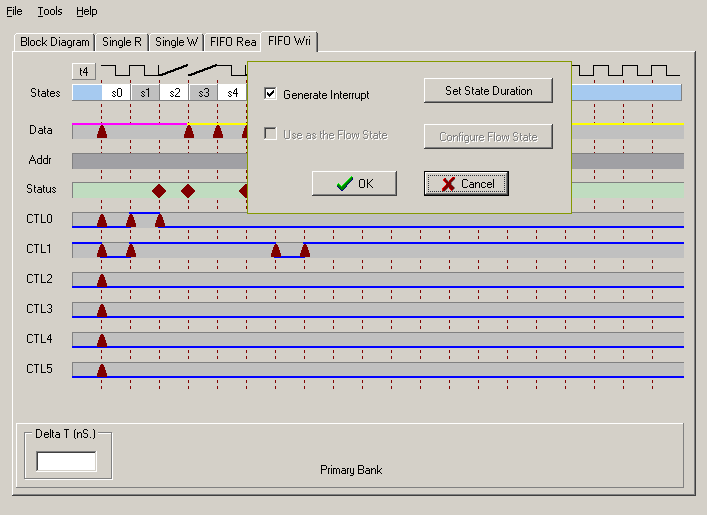 File Tools Help
Block Diagram Single R Single W FIFO Rea FIFO Wri
t4
States s0 s1 s2 s3 s4
Generate Interrupt Set State Duration
Data Use as the Flow State Configure Flow State
Addr
Status OK Cancel
CTL0
CTL1
CTL2
CTL3
CTL4
CTL5
Delta T (nS.)
Primary Bank